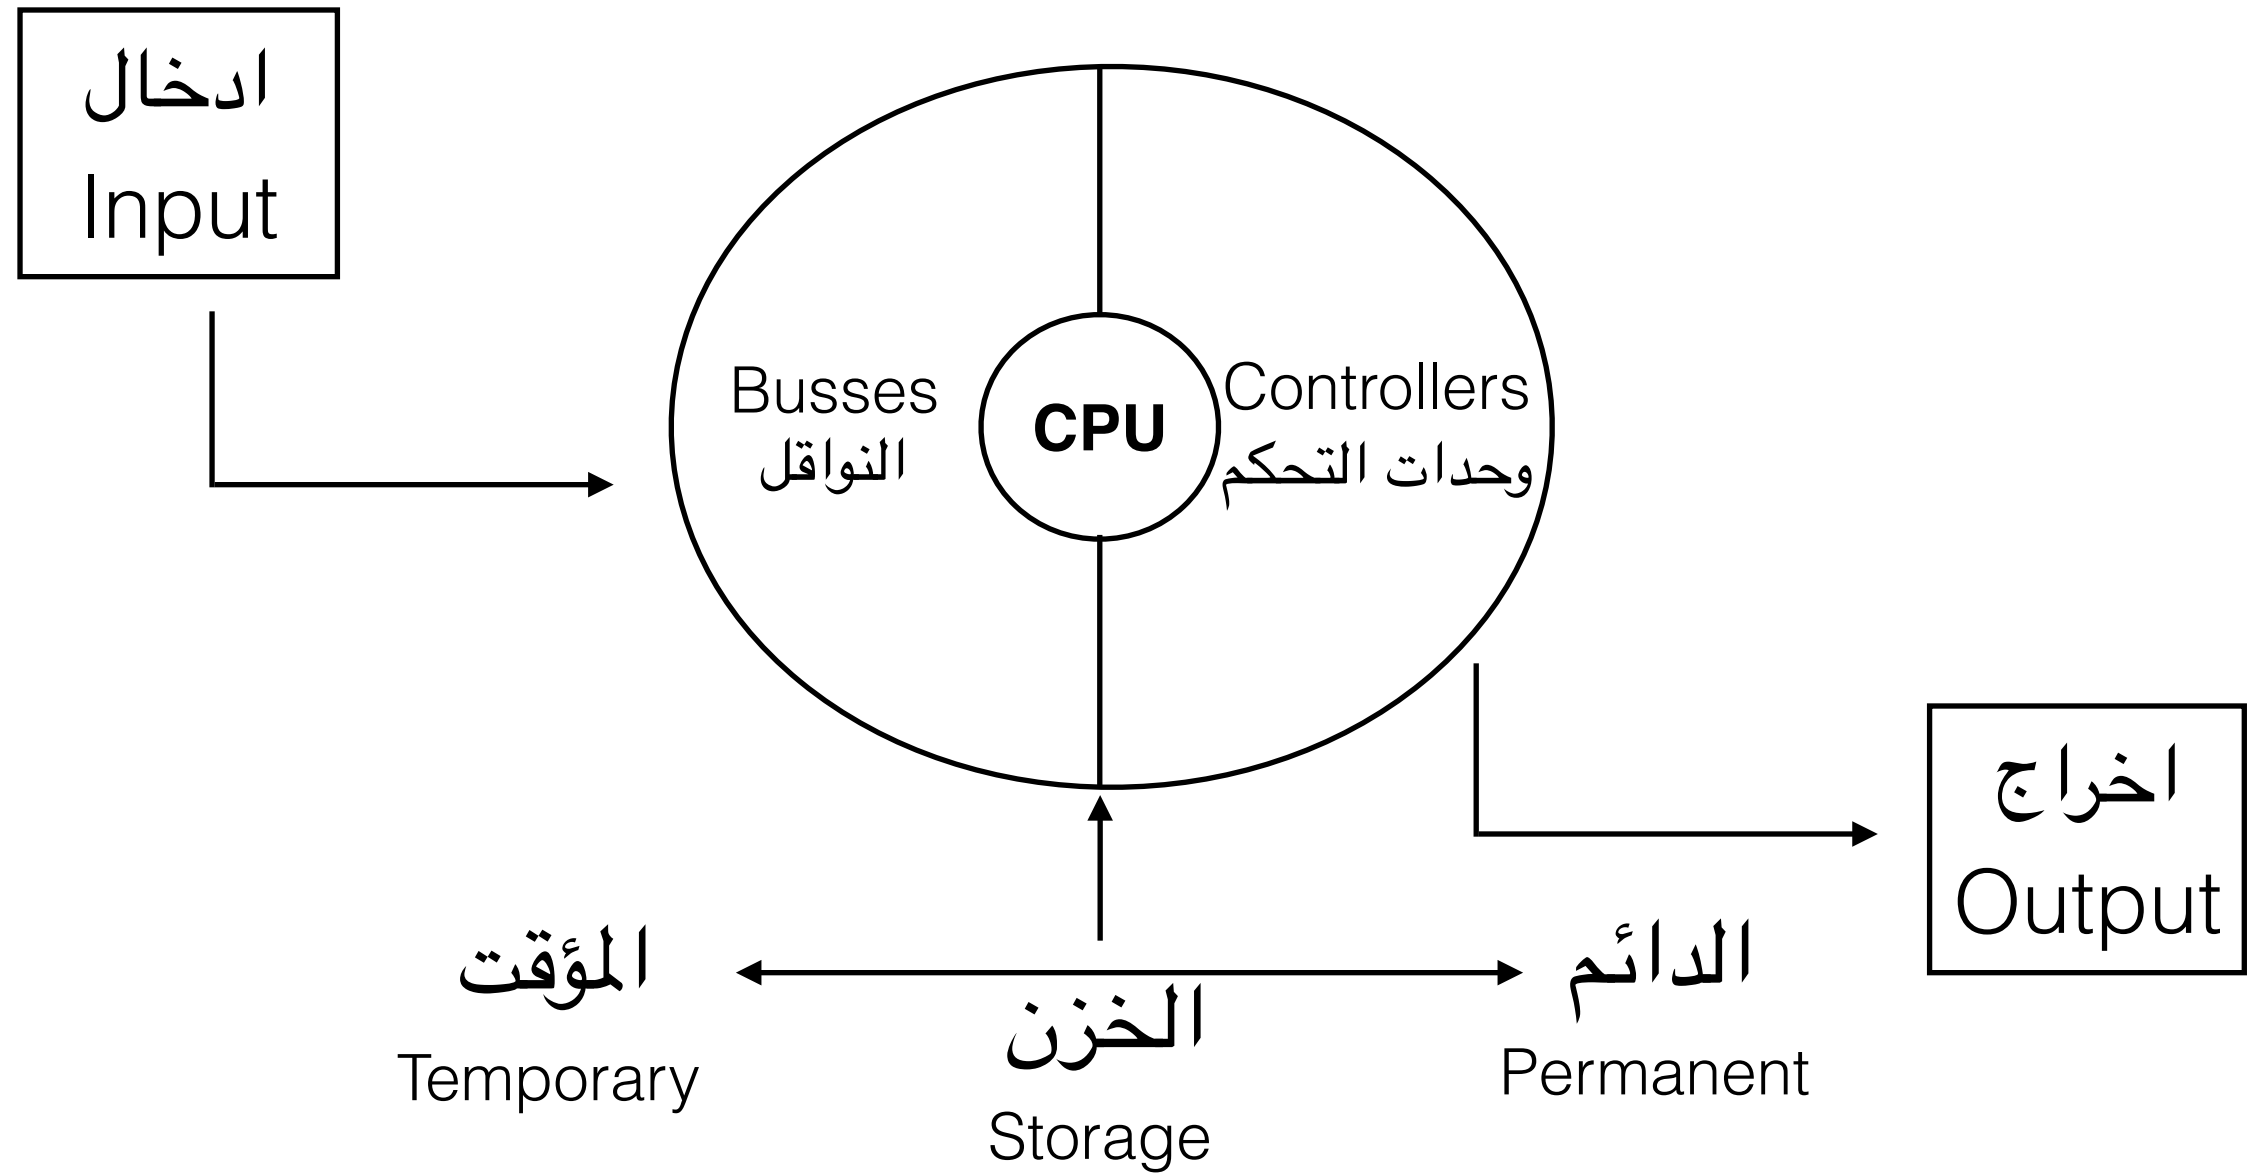 ادخال
Input
Busses
النواقل
CPU
Controllers
وحدات التحكم
المؤقت
Temporary
الخزن
Storage
الدائم
Permanent
اخراج
Output